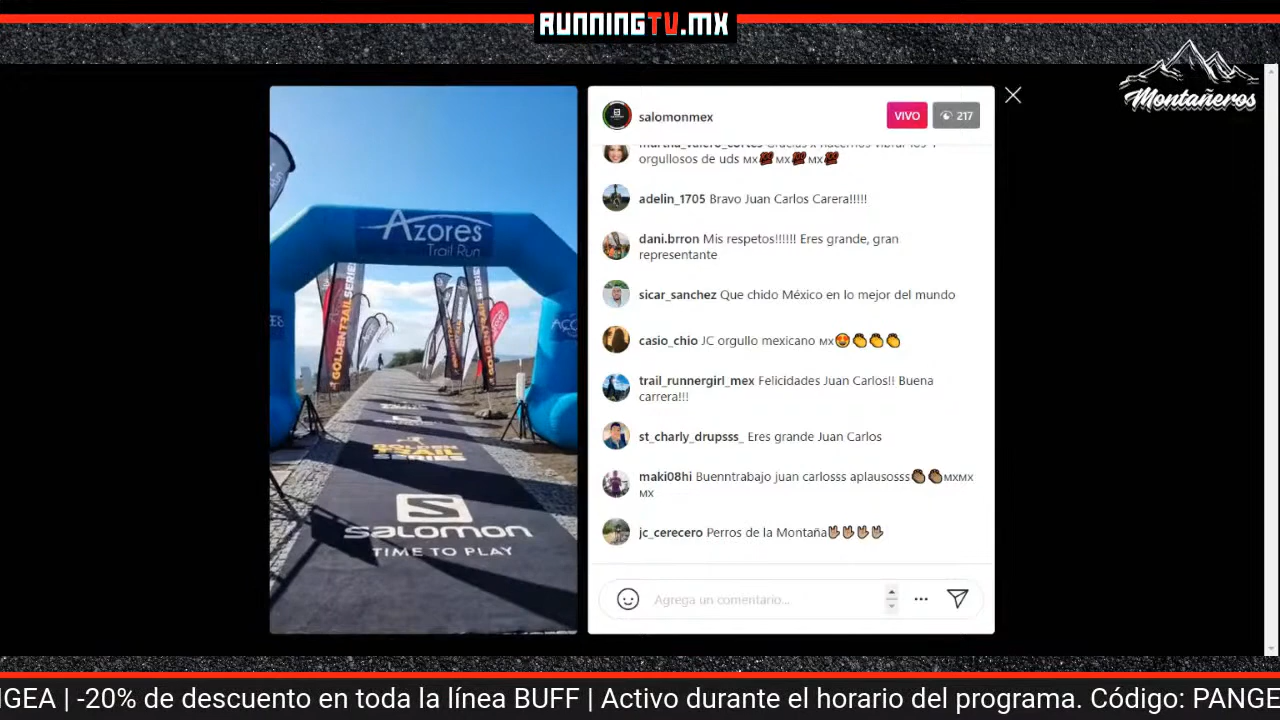 RUNNINGTV.MX
Montañeros
salomonmex
VIVO
217
orgullosos de uds MX💯MX💯MX💯
adelin_1705 Bravo Juan Carlos Carera!!!!!
dani.brron Mis respetos!!!!!! Eres grande, gran
representante
sicar_sanchez Que chido México en lo mejor del mundo
casio_chio JC orgullo mexicano MX😍👏👏👏
trail_runnergirl_mex Felicidades Juan Carlos!! Buena
carrera!!!
st_charly_drupsss_ Eres grande Juan Carlos
maki08hi Buenntrabajo juan carlosss aplausosss👏🏽👏🏽MXMX
MX
jc_cerecero Perros de la Montaña🤟🏽🤟🏽🤟🏽🤟🏽
Agrega un comentario...
Azores
Trail Run
GOLDENTRAILSERIES
GOLDENTRAIL
GOLDEN
TRAIL
SERIES
SALOMON
TIME TO PLAY
NGEA | -20% de descuento en toda la línea BUFF | Activo durante el horario del programa. Código: PANGE